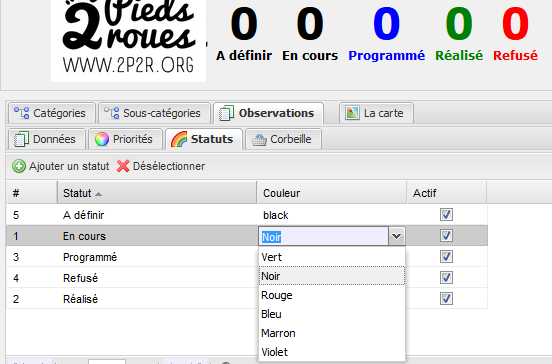 2 Pieds
roues
WWW.2P2R.ORG
0 0 0 0 0
A définir En cours Programmé Réalisé Refusé
Catégories Sous-catégories Observations La carte
Données Priorités Statuts Corbeille
Ajouter un statut Désélectionner
# Statut Couleur Actif
5 A définir black
1 En cours Noir
3 Programmé
4 Refusé
2 Réalisé
Vert
Noir
Rouge
Bleu
Marron
Violet